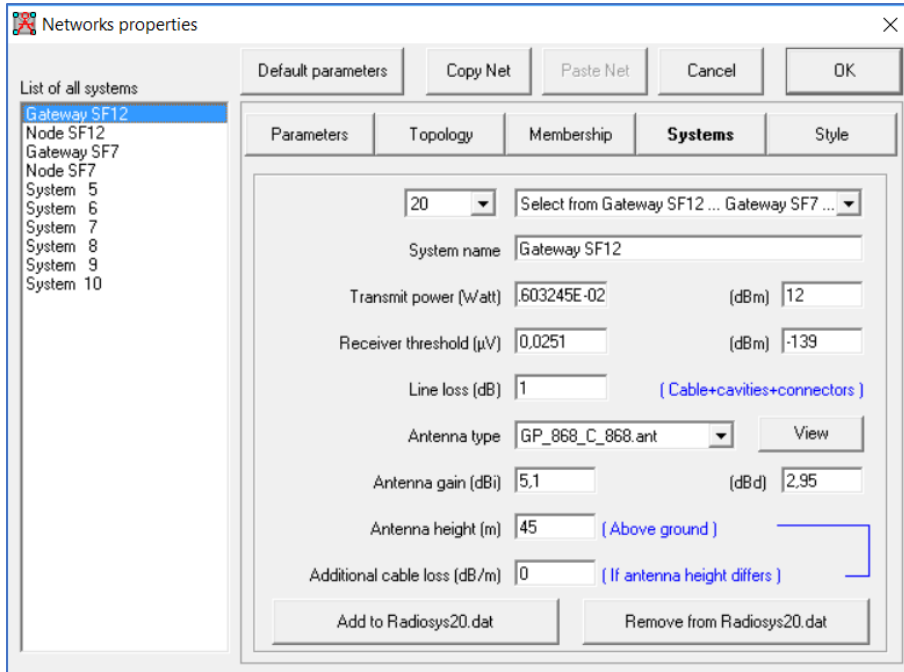 Networks properties
Default parameters Copy Net Paste Net Cancel OK
List of all systems
Gateway SF12
Node SF12
Gateway SF7
Node SF7
System 5
System 6
System 7
System 8
System 9
System 10
Parameters Topology Membership Systems Style
20 Select from Gateway SF12 ... Gateway SF7 ...
System name Gateway SF12
Transmit power (Watt) .603245E-02 (dBm) 12
Receiver threshold (µV) 0,0251 (dBm) -139
Line loss (dB) 1 ( Cable+cavities+connectors )
Antenna type GP_868_C_868.ant View
Antenna gain (dBi) 5,1 (dBd) 2,95
Antenna height (m) 45 ( Above ground )
Additional cable loss (dB/m) 0 ( If antenna height differs )
Add to Radiosys20.dat Remove from Radiosys20.dat